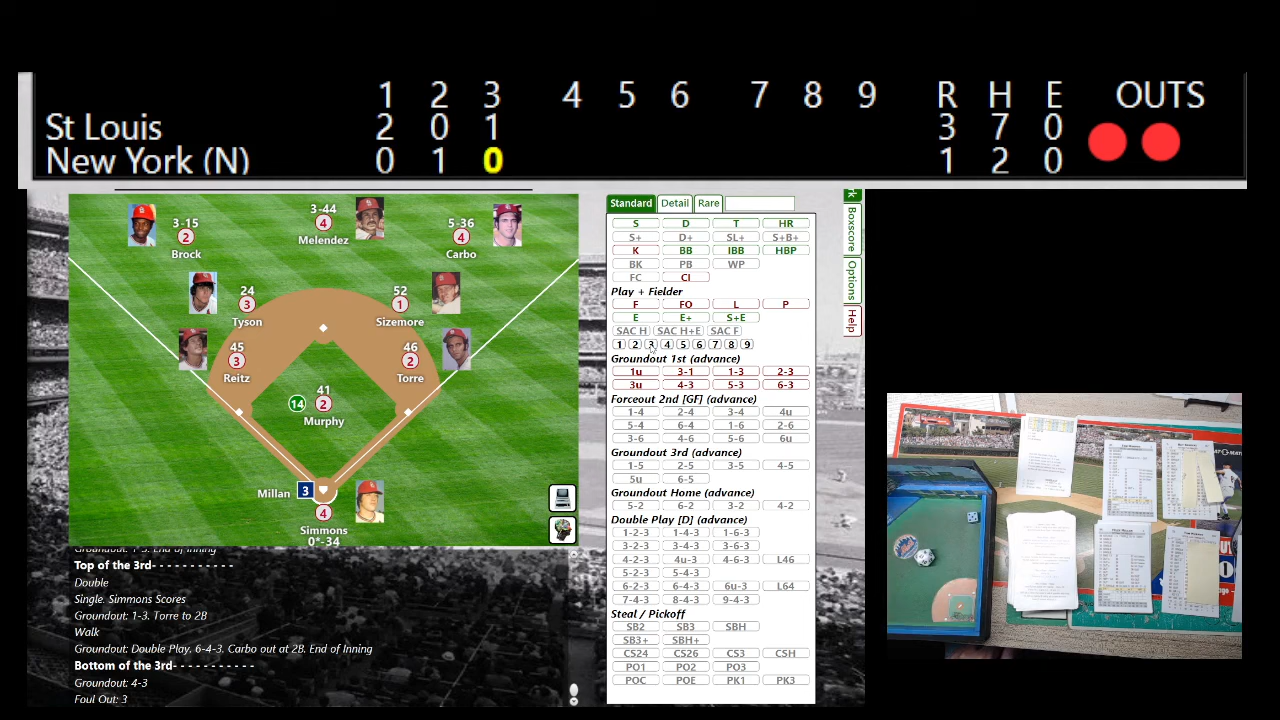 1 2 3 4 5 6 7 8 9 R H E OUTS
St Louis 2 0 1 3 7 0
New York (N) 0 1 0 1 2 0
3-15
2
Brock
3-44
4
Melendez
5-36
4
Carbo
24
3
Tyson
52
1
Sizemore
45
3
Reitz
46
2
Torre
41
14 2
Murphy
Millan 3
4
Simmons
0*-34
Groundout: 1-3. End of Inning
Top of the 3rd- - - - - - - - - - -
Double
Single. Simmons Scores
Groundout: 1-3. Torre to 2B
Walk
Groundout: Double Play. 6-4-3. Carbo out at 2B. End of Inning
Bottom of the 3rd- - - - - - - - - - -
Groundout: 4-3
Foul Out: 3
Standard Detail Rare
S D T HR
S+ D+ SL+ S+B+
K BB IBB HBP
BK PB WP
FC CI
Play + Fielder
F FO L P
E E+ S+E
SAC H SAC H+E SAC F
1 2 3 4 5 6 7 8 9
Groundout 1st (advance)
1u 3-1 1-3 2-3
3u 4-3 5-3 6-3
Forceout 2nd [GF] (advance)
1-4 2-4 3-4 4u
5-4 6-4 1-6 2-6
3-6 4-6 5-6 6u
Groundout 3rd (advance)
1-5 2-5 3-5 4-5
5u 6-5
Groundout Home (advance)
5-2 6-2 3-2 4-2
Double Play [D] (advance)
1-2-3 1-4-3 1-6-3
3-2-3 3-4-3 3-6-3
4-2-3 4u-3 4-6-3 L46
5-2-3 5-4-3
6-2-3 6-4-3 6u-3 L64
7-4-3 8-4-3 9-4-3
Steal / Pickoff
SB2 SB3 SBH
SB3+ SBH+
CS24 CS26 CS3 CSH
PO1 PO2 PO3
POC POE PK1 PK3
Boxscore
Options
Help